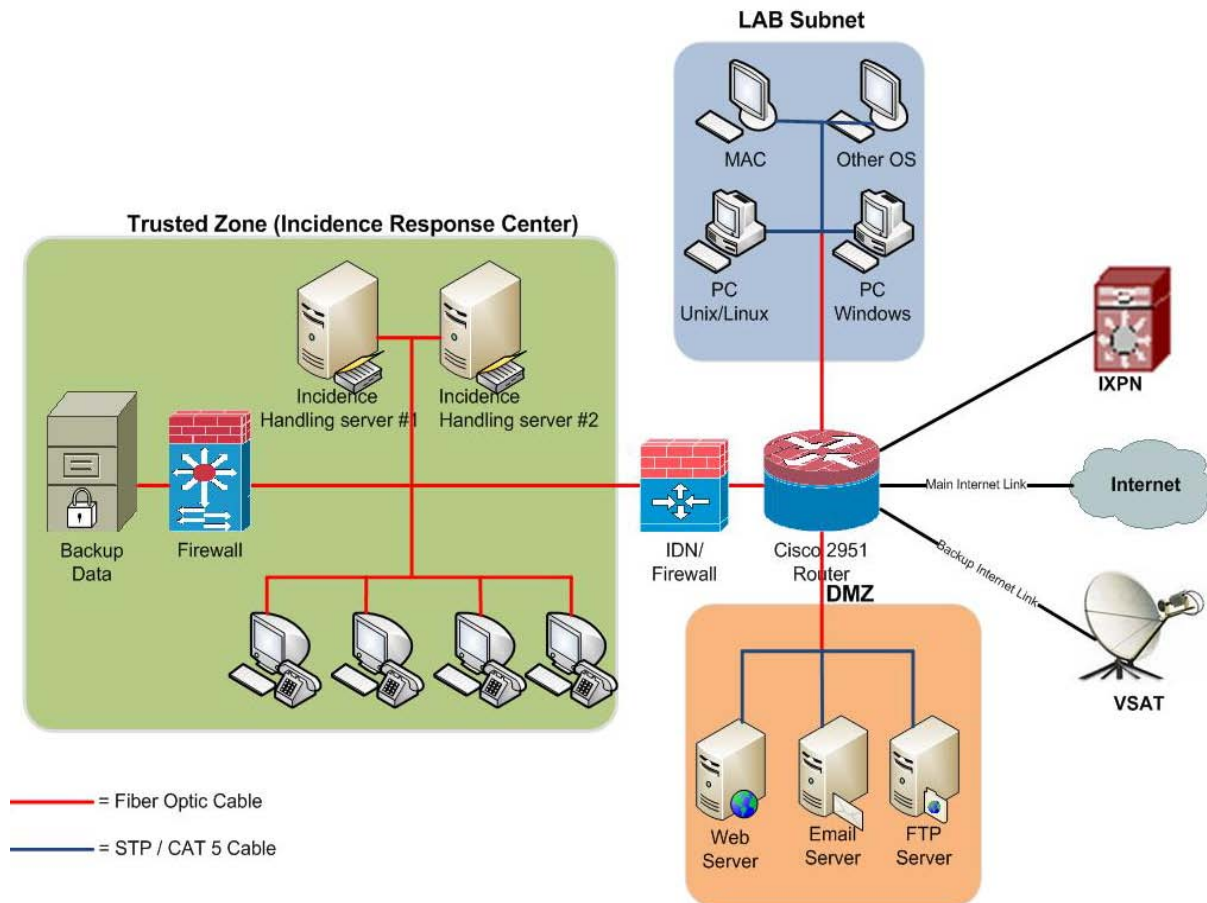 LAB Subnet
MAC
Other OS
PC
Unix/Linux
PC
Windows
Trusted Zone (Incidence Response Center)
Incidence
Handling server #1
Incidence
Handling server #2
Backup
Data
Firewall
IDN/
Firewall
Cisco 2951
Router
IXPN
Main Internet Link
Internet
Backup Internet Link
VSAT
DMZ
Web
Server
Email
Server
FTP
Server
= Fiber Optic Cable
= STP / CAT 5 Cable